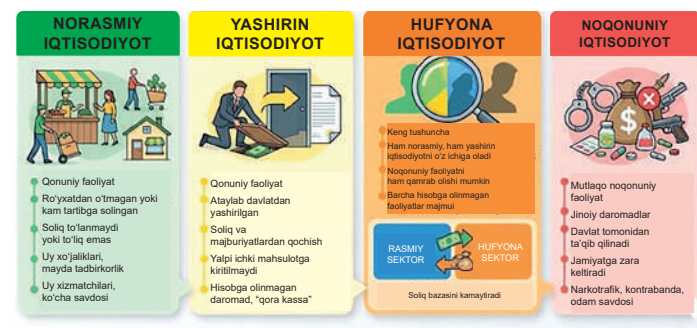 NORASMIY
IQTISODIYOT
Qonuniy faoliyat
Ro‘yxatdan o‘tmagan yoki
kam tartibga solingan
Soliq to‘lanmaydi
yoki to‘liq emas
Uy xo‘jaliklari,
mayda tadbirkorlik
Uy xizmatchilari,
ko‘cha savdosi
YASHIRIN
IQTISODIYOT
Qonuniy faoliyat
Ataylab davlatdan
yashirilgan
Soliq va
majburiyatlardan qochish
Yalpi ichki mahsulotga
kiritilmaydi
Hisobga olinmagan
daromad, “qora kassa”
HUFYONA
IQTISODIYOT
Keng tushuncha
Ham norasmiy, ham yashirin
iqtisodiyotni o‘z ichiga oladi
Noqonuniy faoliyatni
ham qamrab olishi mumkin
Barcha hisobga olinmagan
faoliyatlar majmui
RASMIY
SEKTOR
HUFYONA
SEKTOR
Soliq bazasini kamaytiradi
NOQONUNIY
IQTISODIYOT
$
Mutlaqo noqonuniy
faoliyat
Jinoiy daromadlar
Davlat tomonidan
ta’qib qilinadi
Jamiyatga zara
keltiradi
Narkotrafik, kontrabanda,
odam savdosi